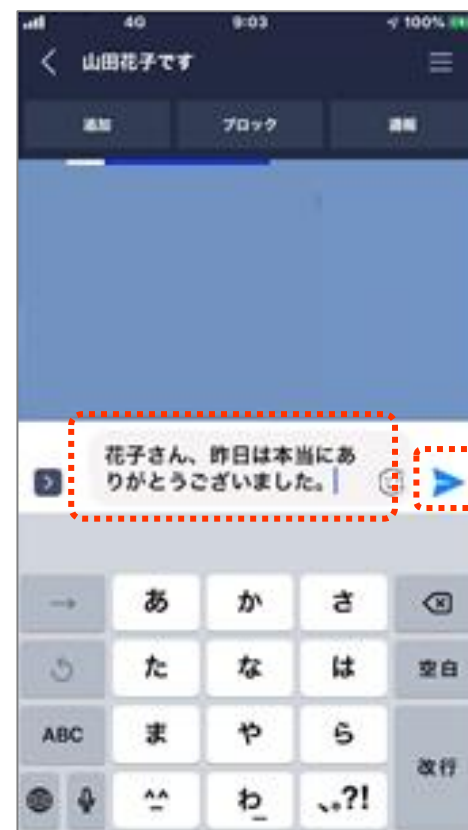 4G 9:03 100%
山田花子です
追加 ブロック 通報
花子さん、昨日は本当にあ
りがとうございました。
→ あ か さ
た な は 空白
ABC ま や ら
改行
^^ わ 、。?!